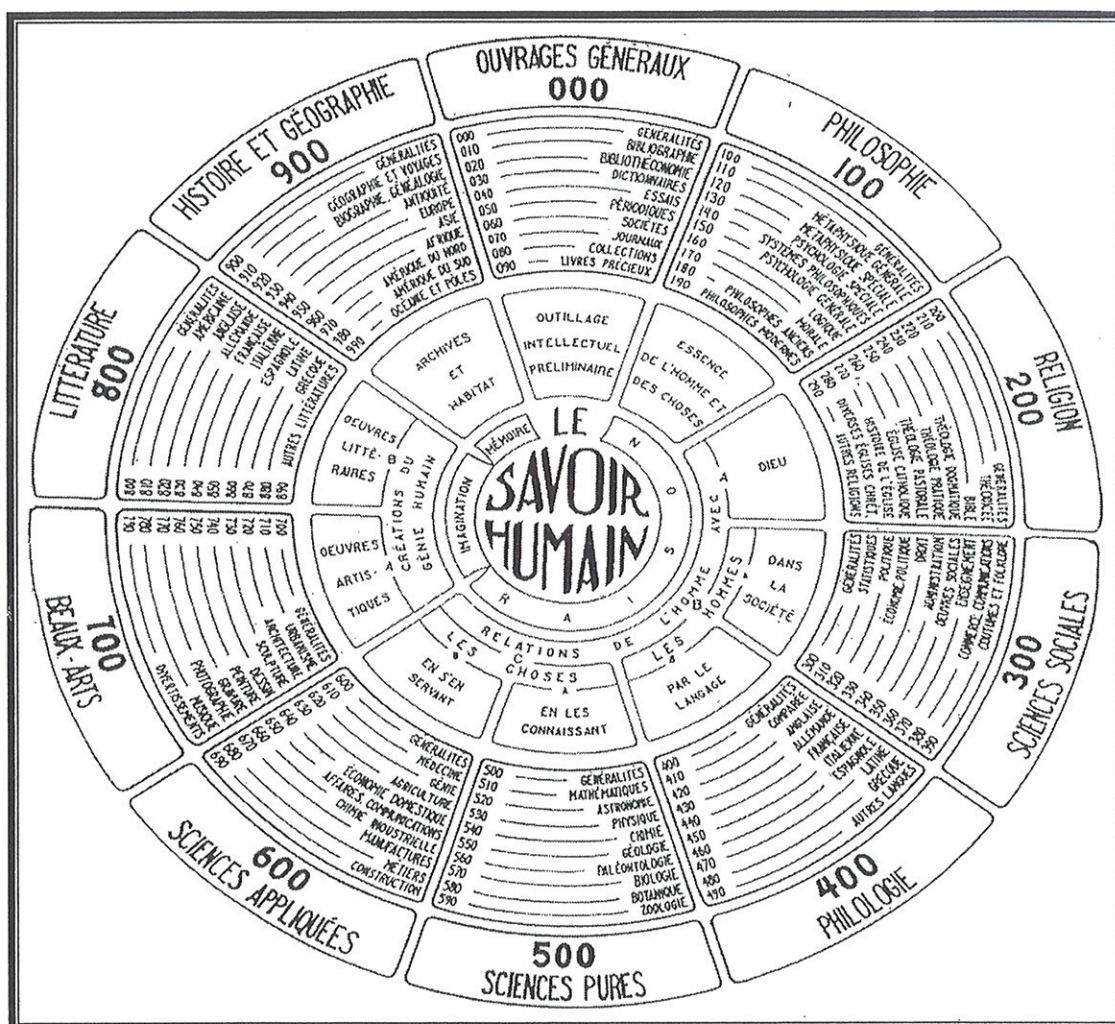 OUVRAGES GÉNÉRAUX
000
000 GÉNÉRALITÉS
010 BIBLIOGRAPHIE
020 BIBLIOTHÉCONOMIE
030 DICTIONNAIRES
040 ESSAIS
050 PÉRIODIQUES
060 SOCIÉTÉS
070 JOURNAUX
080 COLLECTIONS
090 LIVRES PRÉCIEUX
OUTILLAGE
INTELLECTUEL
PRÉLIMINAIRE
PHILOSOPHIE
100
100 GÉNÉRALITÉS
110 MÉTAPHYSIQUE GÉNÉRALE
120 MÉTAPHYSIQUE SPÉCIALE
130 PSYCHOLOGIE SPÉCIALE
140 SYSTÈMES PHILOSOPHIQUES
150 PSYCHOLOGIE GÉNÉRALE
160 LOGIQUE
170 MORALE
180 PHILOSOPHES ANCIENS
190 PHILOSOPHES MODERNES
ESSENCE
DE L'HOMME ET
DES CHOSES
RELIGION
200
200 GÉNÉRALITÉS
210 THÉODICÉE
220 BIBLE
230 THÉOLOGIE DOGMATIQUE
240 THÉOLOGIE PRATIQUE
250 THÉOLOGIE PASTORALE
260 ÉGLISE CATHOLIQUE
270 HISTOIRE DE L'ÉGLISE
280 DIVERSES ÉGLISES CHRÉT.
290 AUTRES RELIGIONS
DIEU
SCIENCES SOCIALES
300
300 GÉNÉRALITÉS
310 STATISTIQUES
320 POLITIQUE
330 ÉCONOMIE POLITIQUE
340 DROIT
350 ADMINISTRATION
360 OEUVRES SOCIALES
370 ENSEIGNEMENT
380 COMMERCE COMMUNICATIONS
390 COUTUMES ET FOLKLORE
DANS
LA
SOCIÉTÉ
400
PHILOLOGIE
400 GÉNÉRALITÉS
410 COMPARÉE
420 ANGLAISE
430 ALLEMANDE
440 FRANÇAISE
450 ITALIENNE
460 ESPAGNOLE
470 LATINE
480 GRECQUE
490 AUTRES LANGUES
PAR LE
LANGAGE
500
SCIENCES PURES
500 GÉNÉRALITÉS
510 MATHÉMATIQUES
520 ASTRONOMIE
530 PHYSIQUE
540 CHIMIE
550 GÉOLOGIE
560 PALÉONTOLOGIE
570 BIOLOGIE
580 BOTANIQUE
590 ZOOLOGIE
EN LES
CONNAISSANT
600
SCIENCES APPLIQUÉES
600 GÉNÉRALITÉS
610 MÉDECINE
620 GÉNIE
630 AGRICULTURE
640 ÉCONOMIE DOMESTIQUE
650 AFFAIRES, COMMUNICATIONS
660 CHIMIE INDUSTRIELLE
670 MANUFACTURES
680 MÉTIERS
690 CONSTRUCTION
EN S'EN
SERVANT
700
BEAUX-ARTS
700 GÉNÉRALITÉS
710 URBANISME
720 ARCHITECTURE
730 SCULPTURE
740 DESSIN
750 PEINTURE
760 GRAVURE
770 PHOTOGRAPHIE
780 MUSIQUE
790 DIVERTISSEMENTS
OEUVRES
ARTIS-
TIQUES
LITTÉRATURE
800
800 GÉNÉRALITÉS
810 AMÉRICAINE
820 ANGLAISE
830 ALLEMANDE
840 FRANÇAISE
850 ITALIENNE
860 ESPAGNOLE
870 LATINE
880 GRECQUE
890 AUTRES LITTÉRATURES
OEUVRES
LITTÉ-
RAIRES
HISTOIRE ET GÉOGRAPHIE
900
900 GÉNÉRALITÉS
910 GÉOGRAPHIE ET VOYAGES
920 BIOGRAPHIE, GÉNÉALOGIE
930 ANTIQUITÉ
940 EUROPE
950 ASIE
960 AFRIQUE
970 AMÉRIQUE DU NORD
980 AMÉRIQUE DU SUD
990 OCÉANIE ET PÔLES
ARCHIVES
ET
HABITAT
MÉMOIRE
IMAGINATION
RAISON
B CRÉATIONS DU A
GÉNIE HUMAIN
RELATIONS DE L'HOMME AVEC
A
B
LES HOMMES
C
LES CHOSES
LE
SAVOIR
HUMAIN